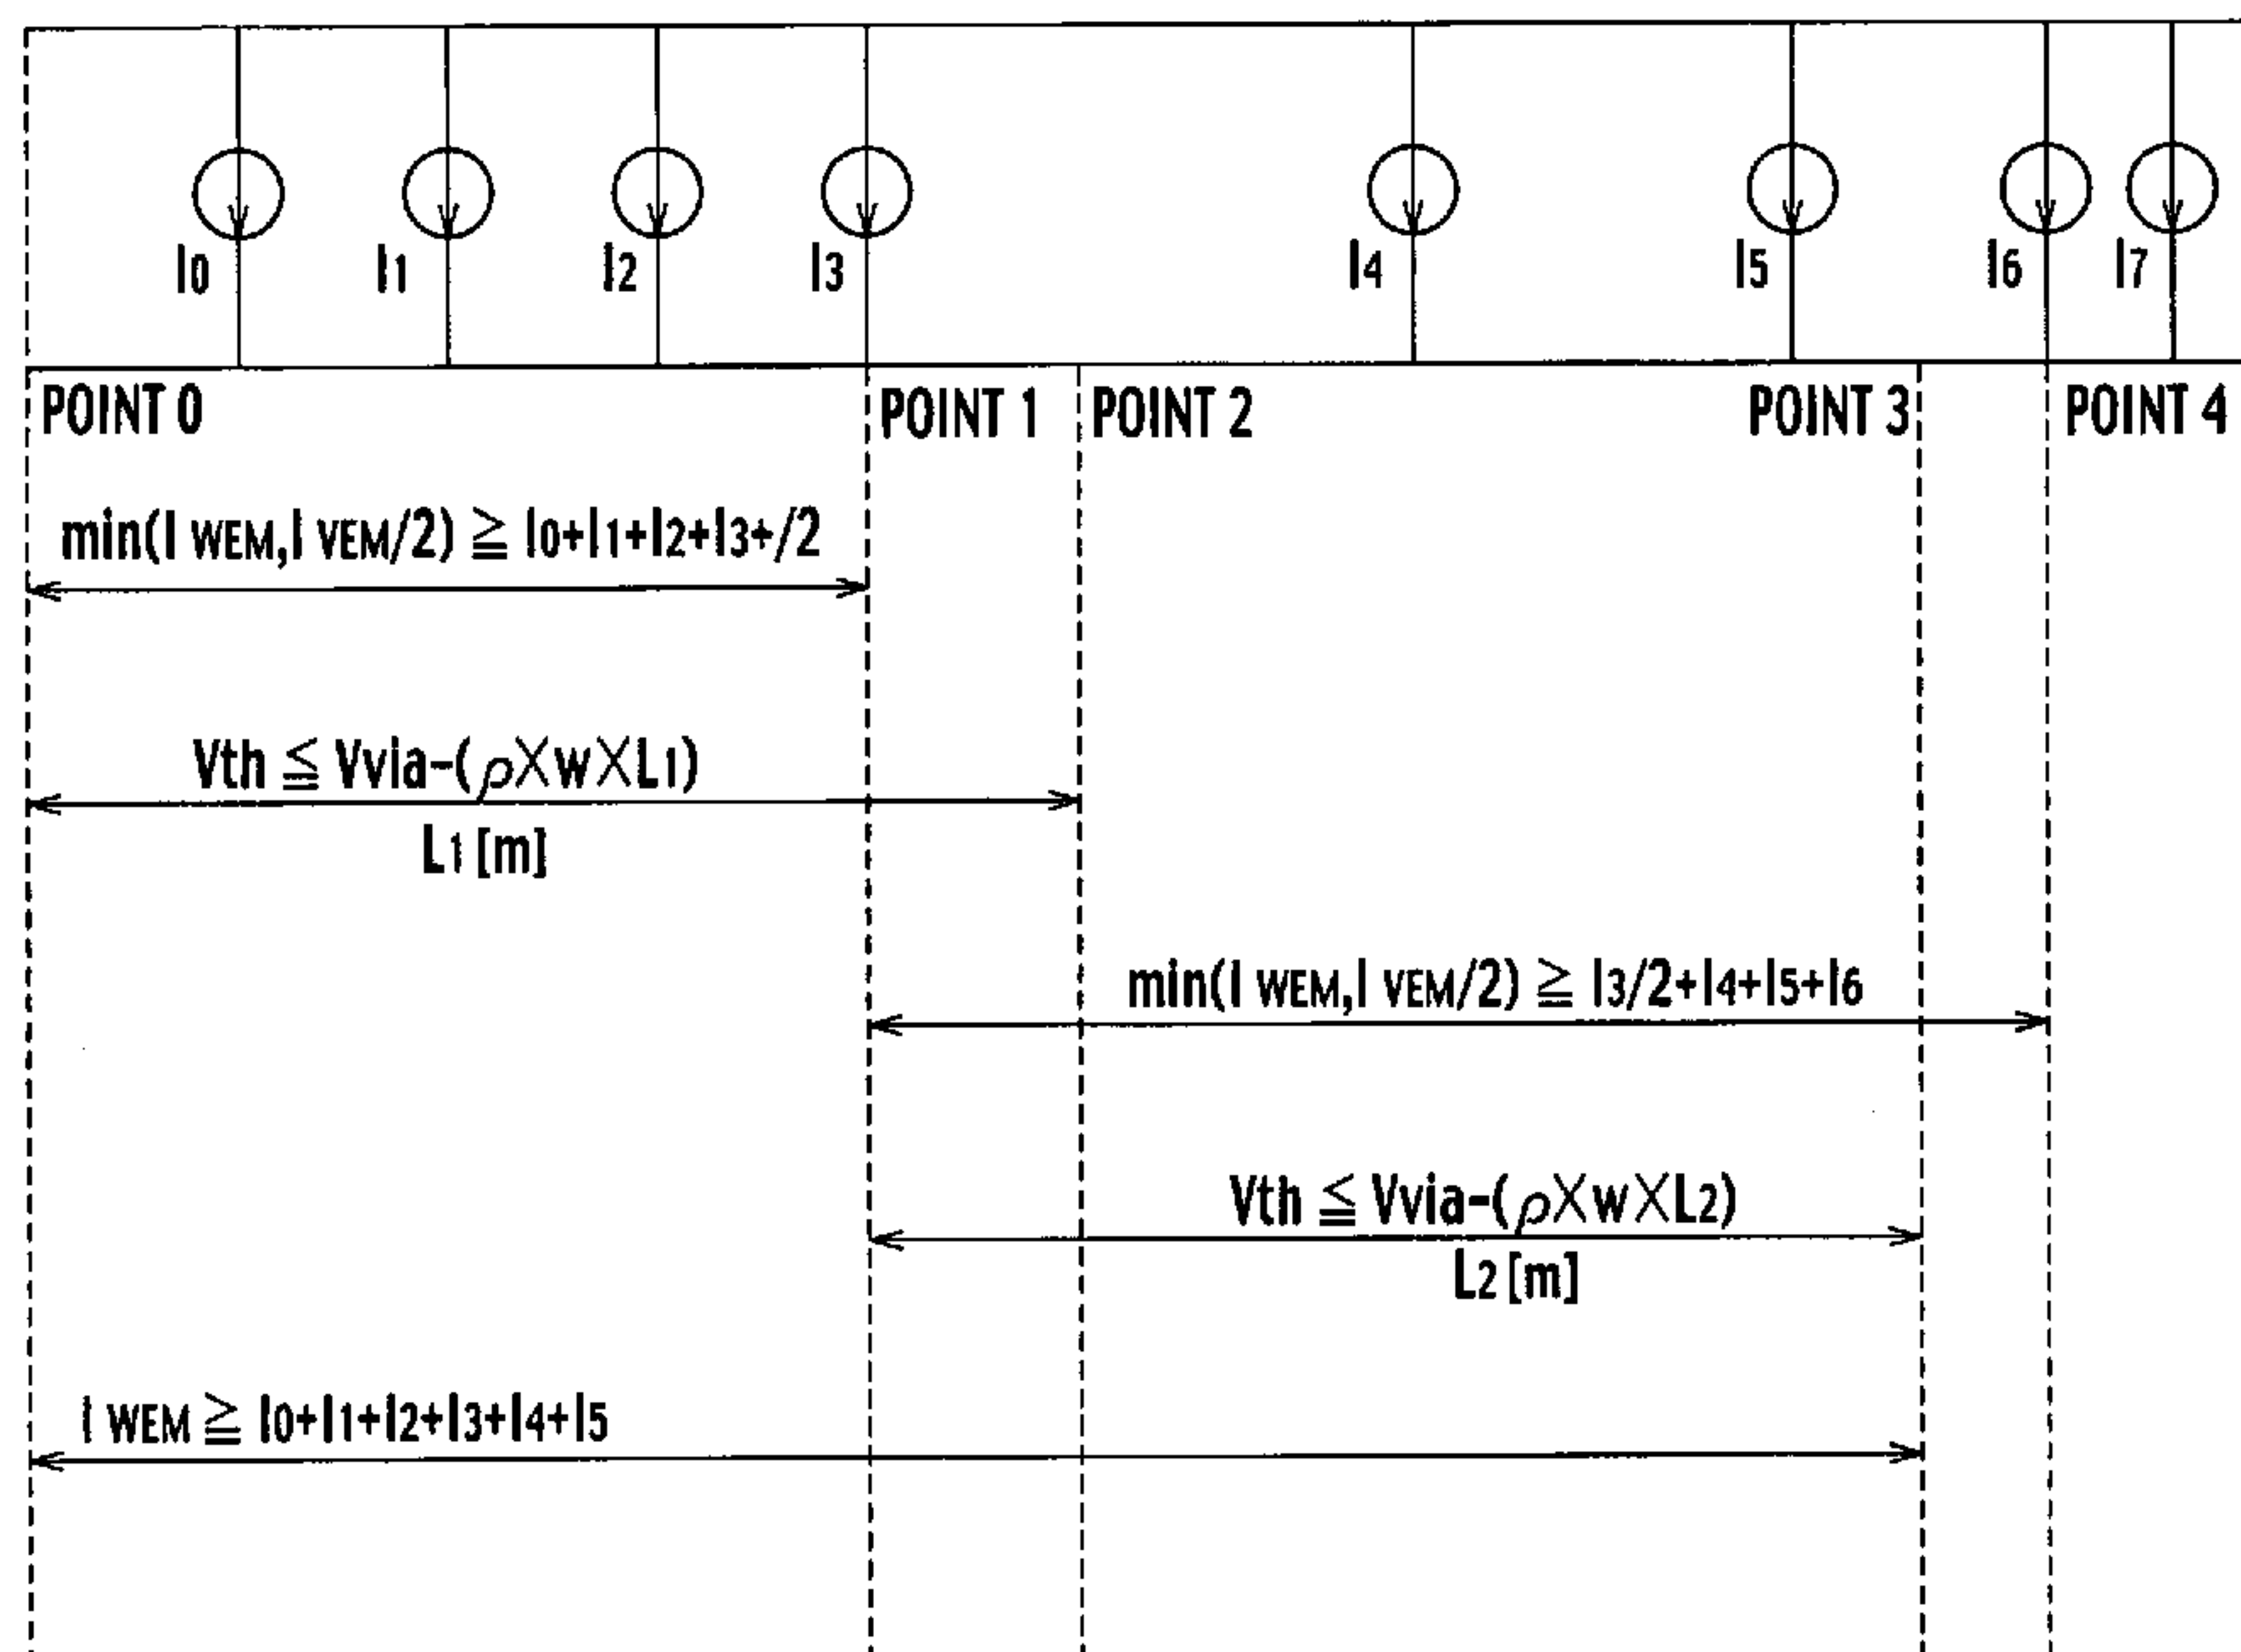 I0 I1 I2 I3 I4 I5 I6 I7
POINT 0 POINT 1 POINT 2 POINT 3 POINT 4
min(I WEM,I VEM/2) ≧ I0+I1+I2+I3+/2
Vth ≦ Vvia-(ρ×w×L1)
L1 [m]
min(I WEM,I VEM/2) ≧ I3/2+I4+I5+I6
Vth ≦ Vvia-(ρ×w×L2)
L2 [m]
I WEM ≧ I0+I1+I2+I3+I4+I5